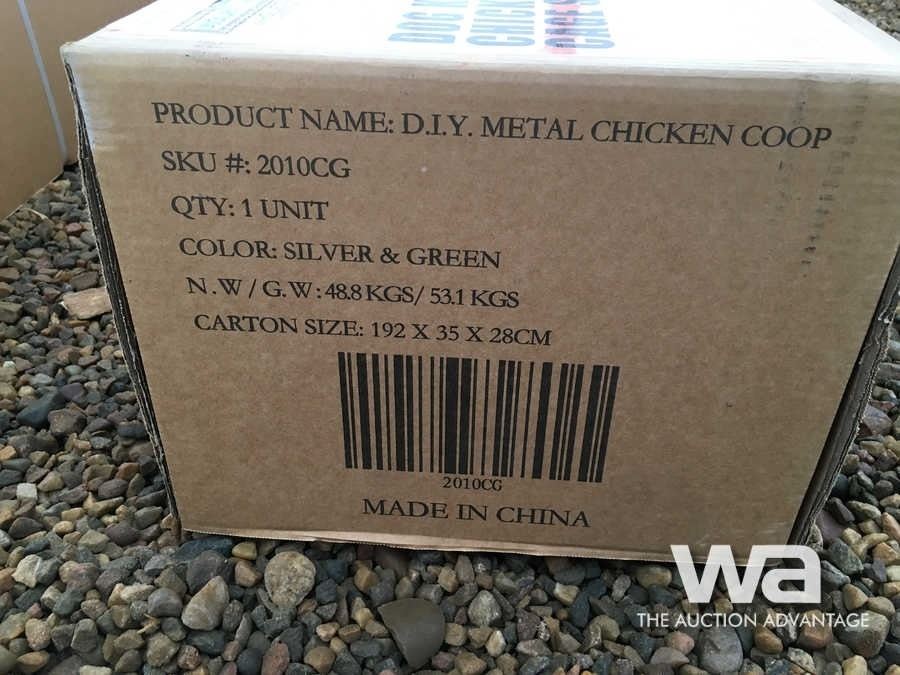 PRODUCT NAME: D.I.Y. METAL CHICKEN COOP
SKU #: 2010CG
QTY: 1 UNIT
COLOR: SILVER & GREEN
N.W / G.W: 48.8 KGS/ 53.1 KGS
CARTON SIZE: 192 X 35 X 28CM
2010CG
MADE IN CHINA
wa
THE AUCTION ADVANTAGE